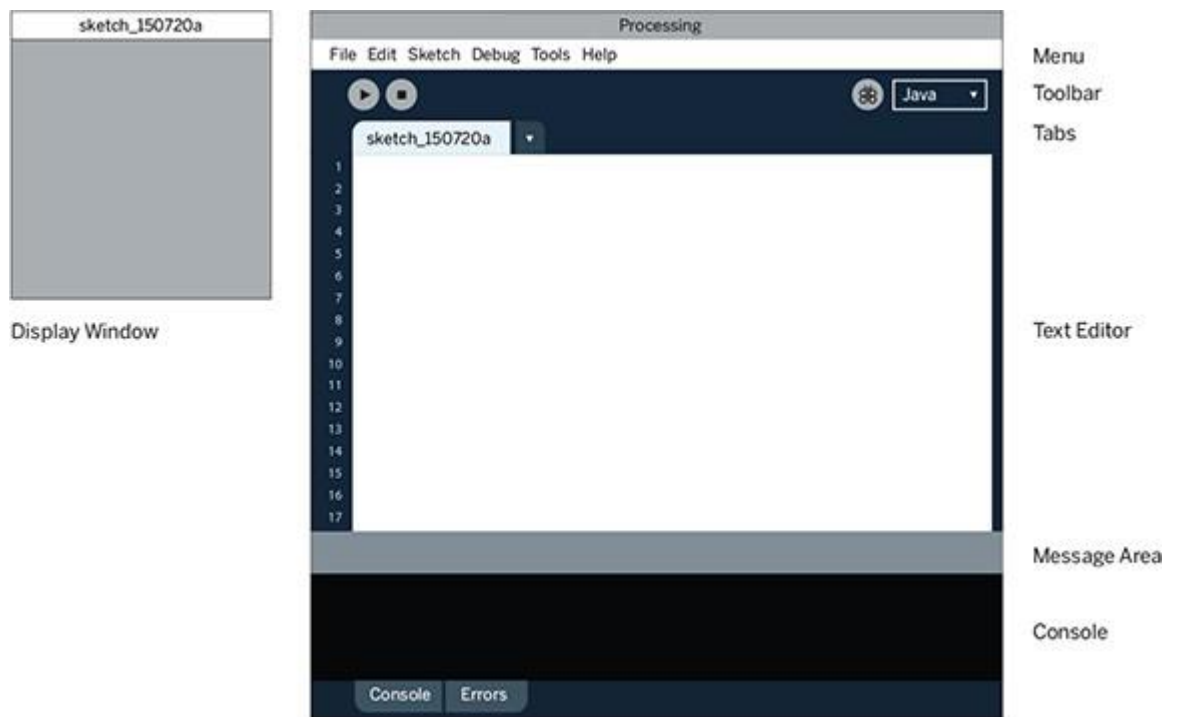 sketch_150720a
Display Window
Processing
File Edit Sketch Debug Tools Help
Menu
Java
Toolbar
sketch_150720a
Tabs
1
2
3
4
5
6
7
8
9
10
11
12
13
14
15
16
17
Text Editor
Message Area
Console
Console Errors